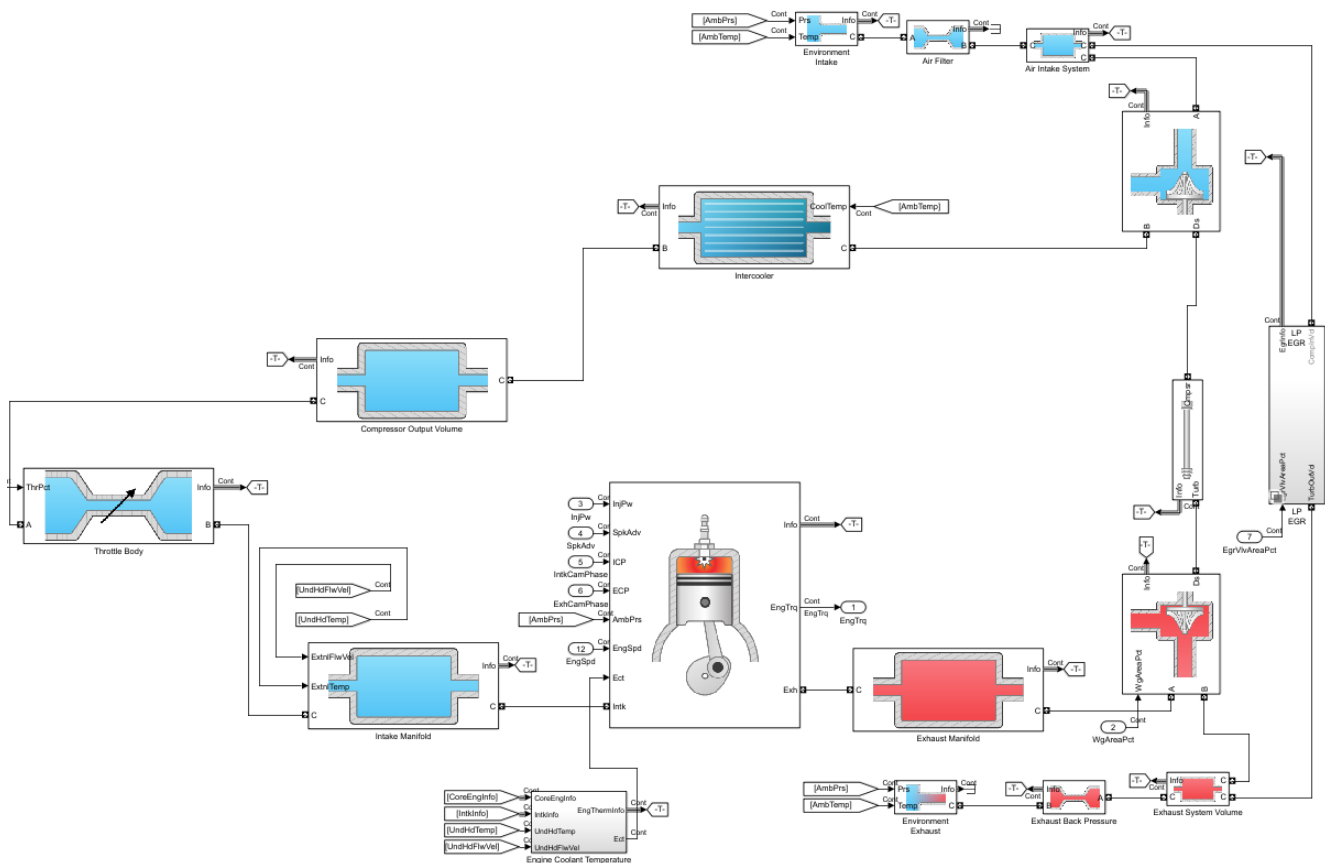 [AmbPrs]
Cont
Prs
Info
Cont
-T-
[AmbTemp]
Cont
Temp
C
Environment
Intake
A
Info
Cont
B
Air Filter
C
Info
Cont
-T-
C
C
Air Intake System
-T-
Cont
Info
A
B
Ds
-T-
Cont
-T-
Cont
Info
CoolTemp
Cont
[AmbTemp]
B
C
Intercooler
EgrInfo
LP
EGR
CompInVol
TurbOutVol
LP
EGR
7
Cont
EgrVlvAreaPct
-T-
Cont
Info
C
C
Compressor Output Volume
Cmpsr
Info
Turb
-T-
Cont
ThrPct
Info
Cont
-T-
A
B
Throttle Body
[UndHdFlwVel]
Cont
[UndHdTemp]
Cont
ExtnlFlwVel
ExtnlTemp
Info
Cont
-T-
C
C
Intake Manifold
3
InjPw
InjPw
4
SpkAdv
SpkAdv
5
IntkCamPhase
ICP
6
ExhCamPhase
ECP
[AmbPrs]
AmbPrs
12
EngSpd
EngSpd
Ect
Intk
Info
Cont
-T-
EngTrq
Cont
EngTrq
1
EngTrq
Exh
C
Info
Cont
-T-
C
Exhaust Manifold
-T-
Cont
Info
Ds
WgAreaPct
A
B
2
Cont
WgAreaPct
[CoreEngInfo]
Cont
CoreEngInfo
[IntkInfo]
Cont
IntkInfo
[UndHdTemp]
Cont
UndHdTemp
[UndHdFlwVel]
Cont
UndHdFlwVel
EngThermInfo
Cont
-T-
Ect
Cont
Engine Coolant Temperature
[AmbPrs]
Cont
Prs
Info
Cont
[AmbTemp]
Cont
Temp
C
Environment
Exhaust
-T-
Cont
Info
B
A
Exhaust Back Pressure
-T-
Cont
Info
C
C
C
Exhaust System Volume